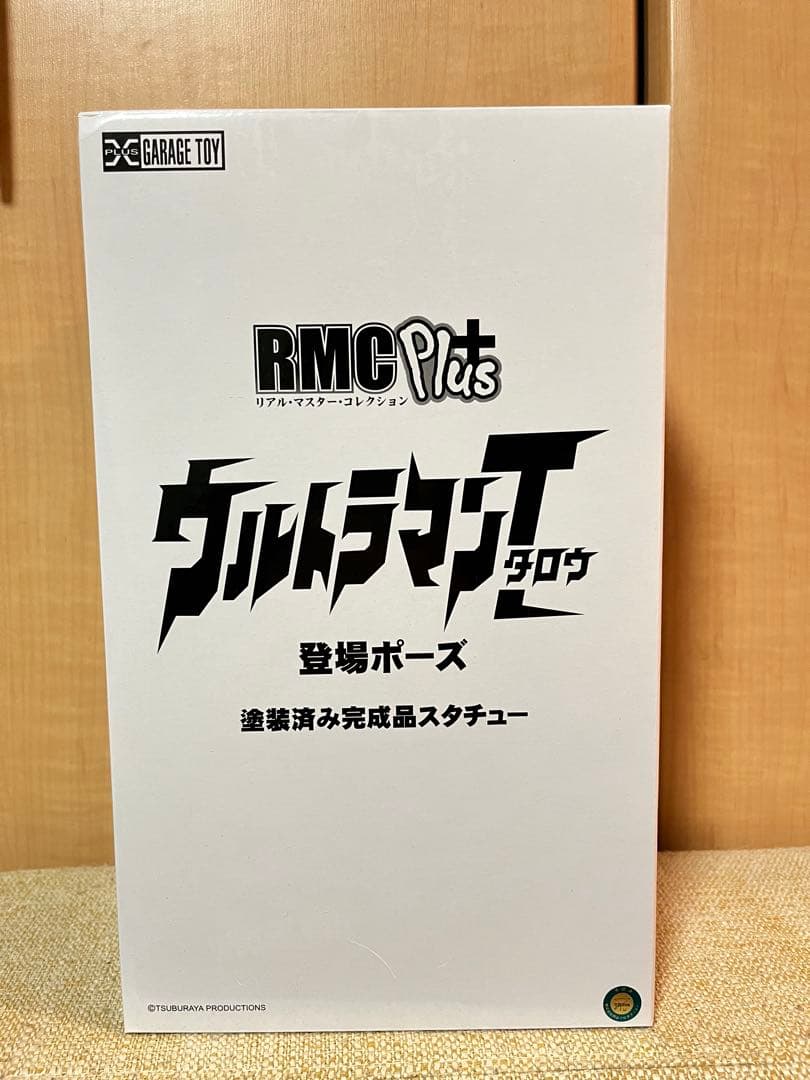 X PLUS GARAGE TOY
RMC Plus
リアル・マスター・コレクション
ウルトラマンT
タロウ
登場ポーズ
塗装済み完成品スタチュー
©TSUBURAYA PRODUCTIONS